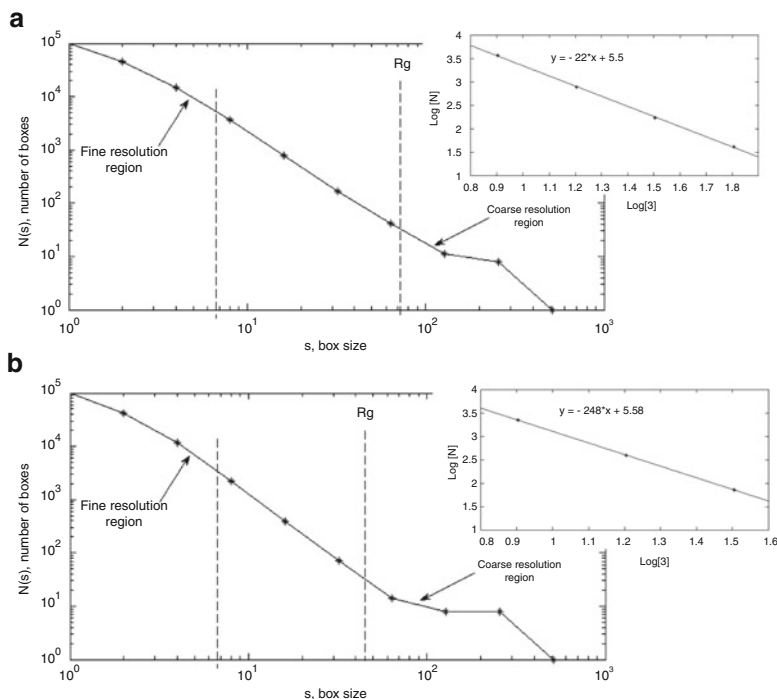 a
10^5
10^4
10^3
10^2
10^1
10^0
N(s), number of boxes
Fine resolution
region
Rg
Coarse resolution
region
10^0
10^1
10^2
10^3
s, box size
y = - 22*x + 5.5
4
3.5
3
2.5
2
1.5
1
Log [N]
0.8 0.9 1 1.1 1.2 1.3 1.4 1.5 1.6 1.7 1.8
Log[3]
b
10^5
10^4
10^3
10^2
10^1
10^0
N(s), number of boxes
Fine resolution
region
Rg
Coarse resolution
region
10^0
10^1
10^2
10^3
s, box size
y = - 248*x + 5.58
4
3.5
3
2.5
2
1.5
1
Log [N]
0.8 0.9 1 1.1 1.2 1.3 1.4 1.5 1.6
Log[3]